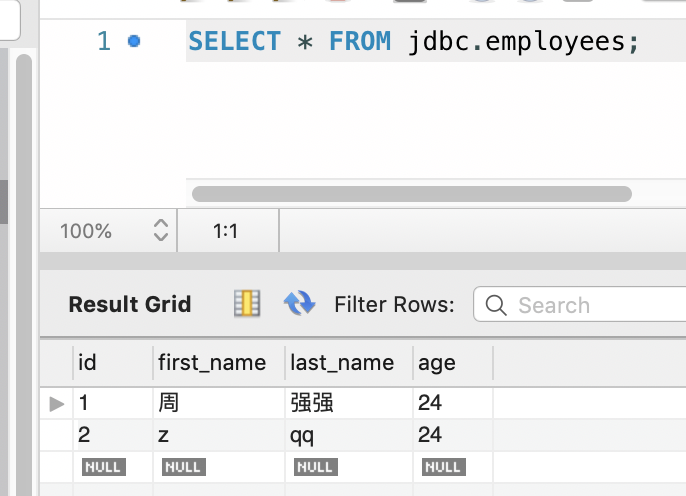 1 SELECT * FROM jdbc.employees;
100% 1:1
Result Grid Filter Rows: Search
id first_name last_name age
1 周 强强 24
2 z qq 24
NULL NULL NULL NULL